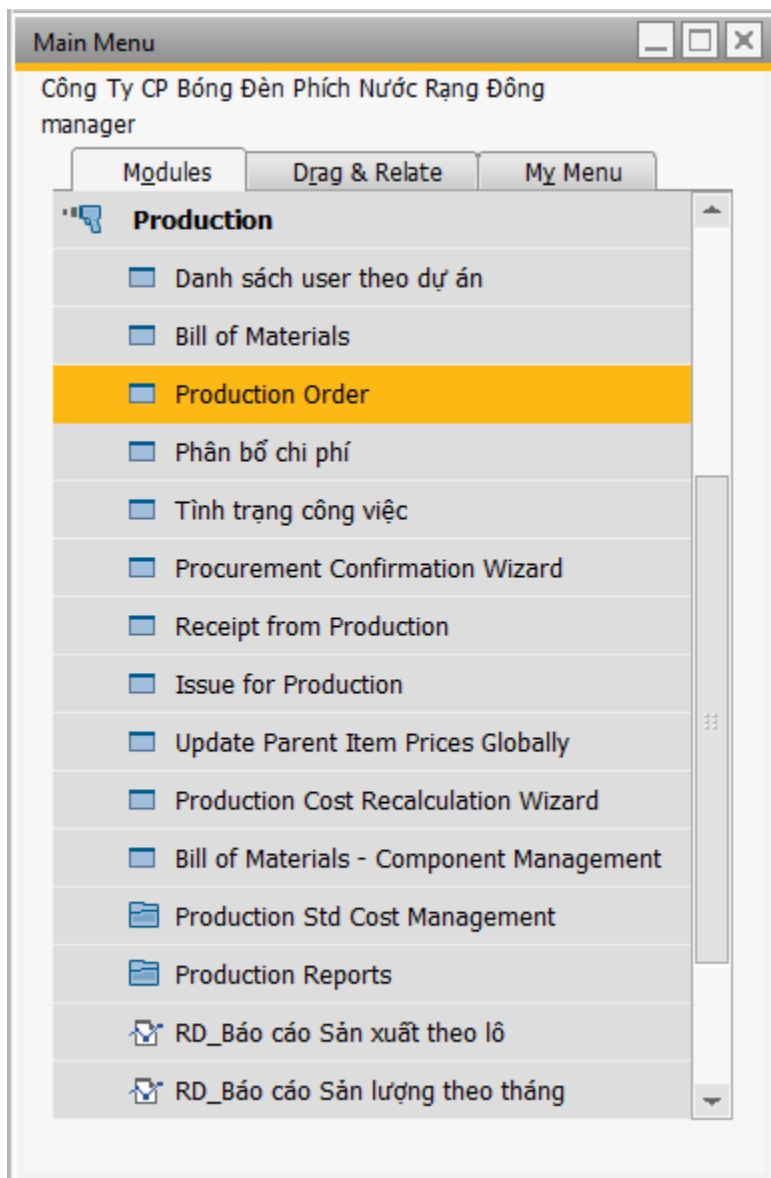 Main Menu
Công Ty CP Bóng Đèn Phích Nước Rạng Đông
manager
Modules
Drag & Relate
My Menu
Production
Danh sách user theo dự án
Bill of Materials
Production Order
Phân bổ chi phí
Tình trạng công việc
Procurement Confirmation Wizard
Receipt from Production
Issue for Production
Update Parent Item Prices Globally
Production Cost Recalculation Wizard
Bill of Materials - Component Management
Production Std Cost Management
Production Reports
RD_Báo cáo Sản xuất theo lô
RD_Báo cáo Sản lượng theo tháng